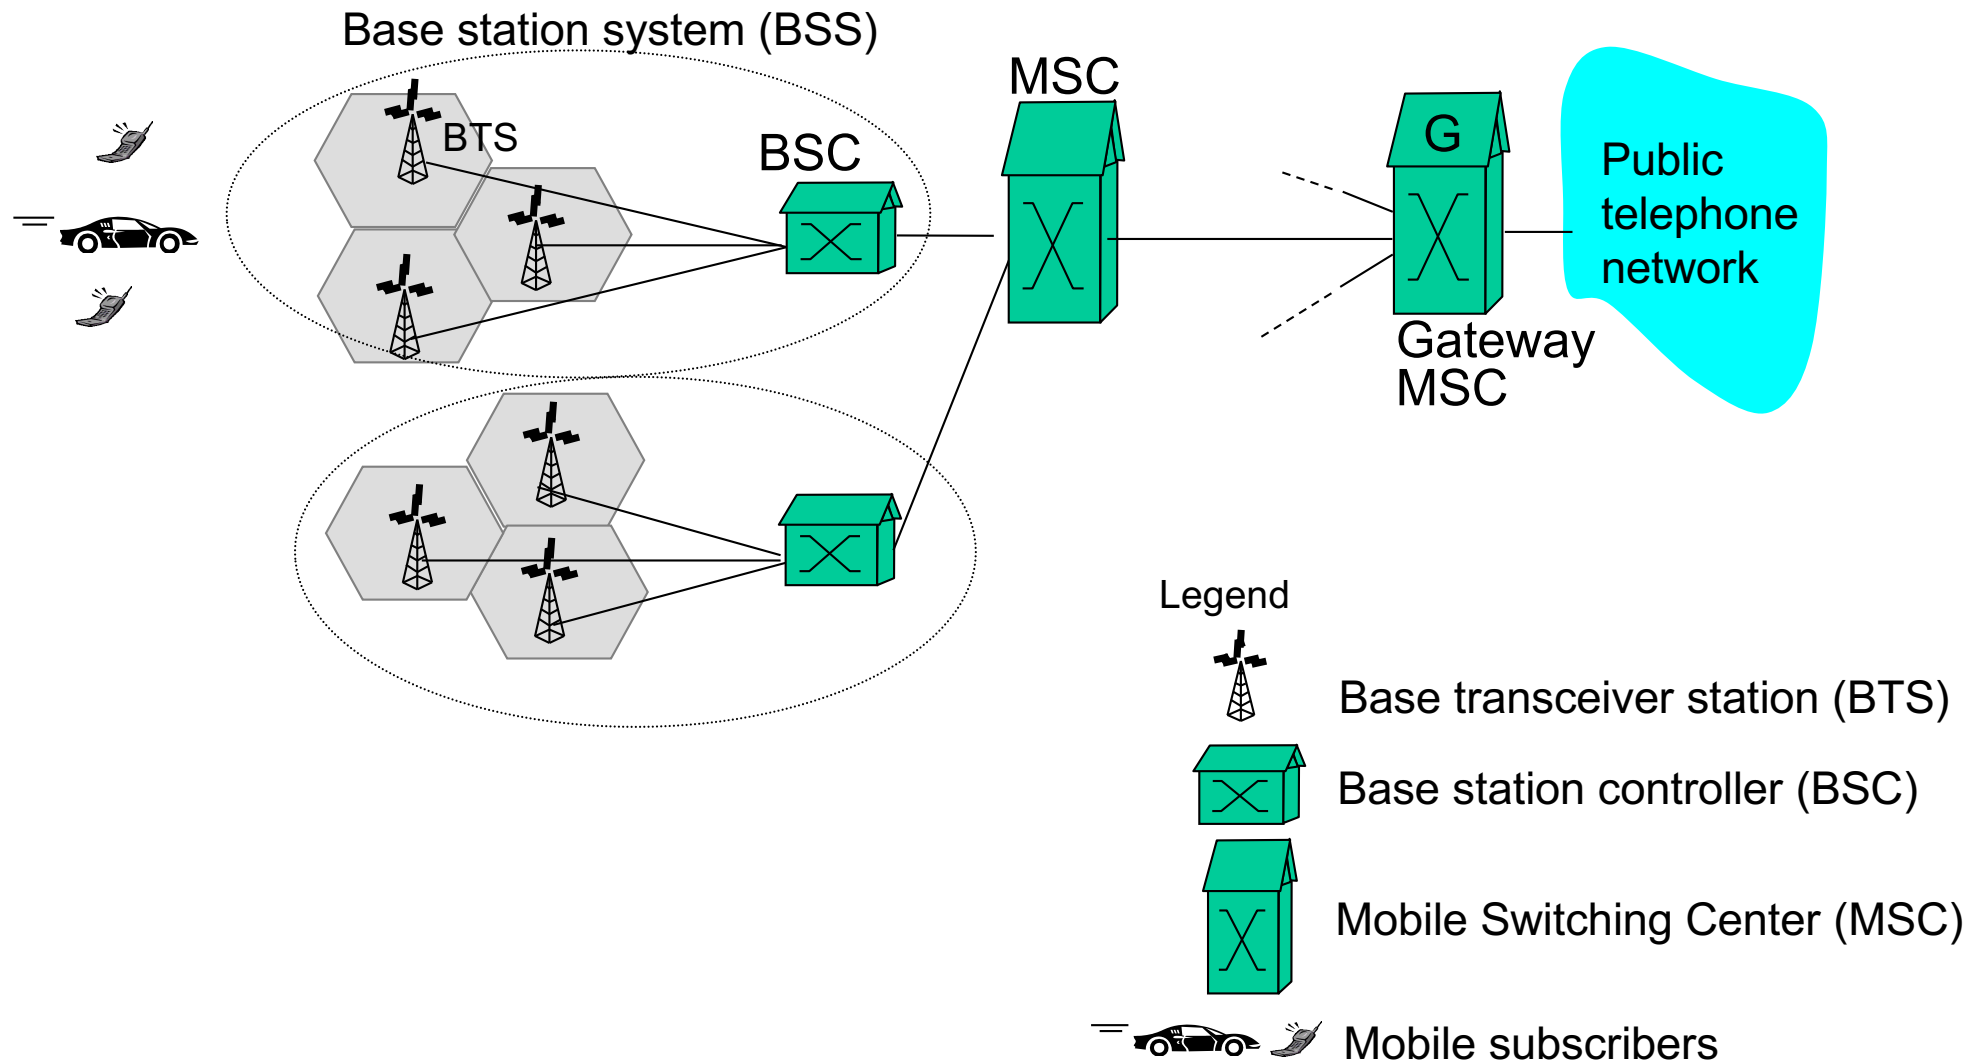 Base station system (BSS)
MSC
BTS
BSC
G
Public
telephone
network
Gateway
MSC
Legend
Base transceiver station (BTS)
Base station controller (BSC)
Mobile Switching Center (MSC)
Mobile subscribers